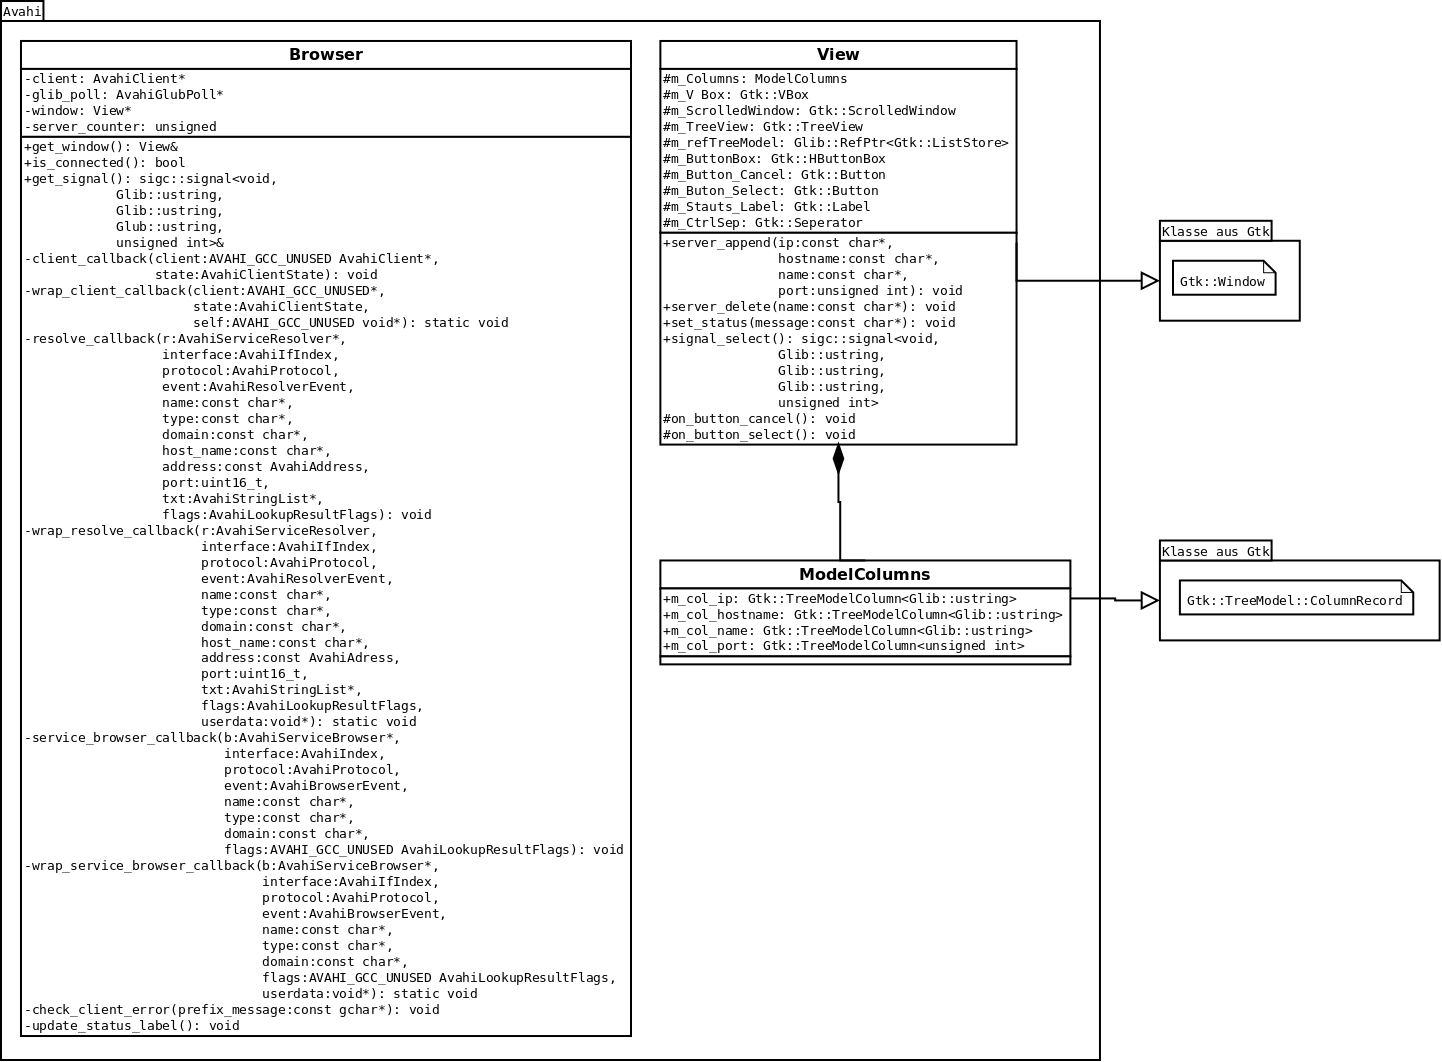 Avahi
Browser
-client: AvahiClient*
-glib_poll: AvahiGlubPoll*
-window: View*
-server_counter: unsigned
+get_window(): View&
+is_connected(): bool
+get_signal(): sigc::signal<void,
Glib::ustring,
Glib::ustring,
Glub::ustring,
unsigned int>&
-client_callback(client:AVAHI_GCC_UNUSED AvahiClient*,
state:AvahiClientState): void
-wrap_client_callback(client:AVAHI_GCC_UNUSED*,
state:AvahiClientState,
self:AVAHI_GCC_UNUSED void*): static void
-resolve_callback(r:AvahiServiceResolver*,
interface:AvahiIfIndex,
protocol:AvahiProtocol,
event:AvahiResolverEvent,
name:const char*,
type:const char*,
domain:const char*,
host_name:const char*,
address:const AvahiAddress,
port:uint16_t,
txt:AvahiStringList*,
flags:AvahiLookupResultFlags): void
-wrap_resolve_callback(r:AvahiServiceResolver,
interface:AvahiIfIndex,
protocol:AvahiProtocol,
event:AvahiResolverEvent,
name:const char*,
type:const char*,
domain:const char*,
host_name:const char*,
address:const AvahiAdress,
port:uint16_t,
txt:AvahiStringList*,
flags:AvahiLookupResultFlags,
userdata:void*): static void
-service_browser_callback(b:AvahiServiceBrowser*,
interface:AvahiIndex,
protocol:AvahiProtocol,
event:AvahiBrowserEvent,
name:const char*,
type:const char*,
domain:const char*,
flags:AVAHI_GCC_UNUSED AvahiLookupResultFlags): void
-wrap_service_browser_callback(b:AvahiServiceBrowser*,
interface:AvahiIfIndex,
protocol:AvahiProtocol,
event:AvahiBrowserEvent,
name:const char*,
type:const char*,
domain:const char*,
flags:AVAHI_GCC_UNUSED AvahiLookupResultFlags,
userdata:void*): static void
-check_client_error(prefix_message:const gchar*): void
-update_status_label(): void
View
#m_Columns: ModelColumns
#m_V Box: Gtk::VBox
#m_ScrolledWindow: Gtk::ScrolledWindow
#m_TreeView: Gtk::TreeView
#m_refTreeModel: Glib::RefPtr<Gtk::ListStore>
#m_ButtonBox: Gtk::HButtonBox
#m_Button_Cancel: Gtk::Button
#m_Buton_Select: Gtk::Button
#m_Stauts_Label: Gtk::Label
#m_CtrlSep: Gtk::Seperator
+server_append(ip:const char*,
hostname:const char*,
name:const char*,
port:unsigned int): void
+server_delete(name:const char*): void
+set_status(message:const char*): void
+signal_select(): sigc::signal<void,
Glib::ustring,
Glib::ustring,
Glib::ustring,
unsigned int>
#on_button_cancel(): void
#on_button_select(): void
ModelColumns
+m_col_ip: Gtk::TreeModelColumn<Glib::ustring>
+m_col_hostname: Gtk::TreeModelColumn<Glib::ustring>
+m_col_name: Gtk::TreeModelColumn<Glib::ustring>
+m_col_port: Gtk::TreeModelColumn<unsigned int>
Klasse aus Gtk
Gtk::Window
Klasse aus Gtk
Gtk::TreeModel::ColumnRecord